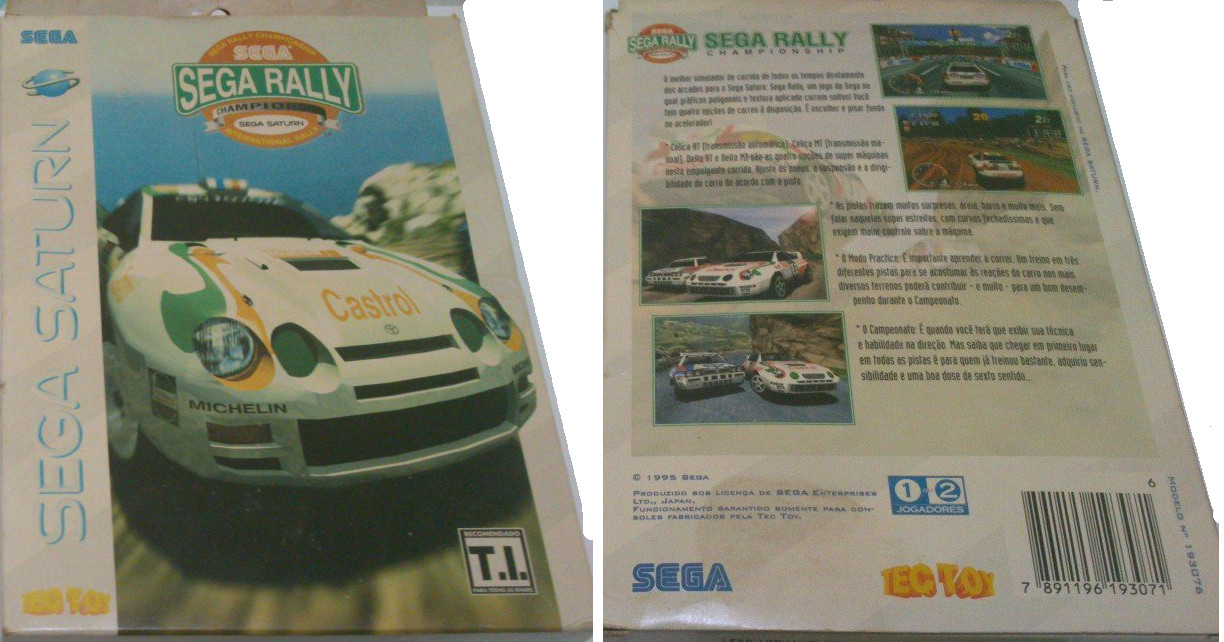 SEGA
SEGA SATURN
SEGA RALLY CHAMPIONSHIP
SEGA
SEGA RALLY
CHAMPIONSHIP
SEGA SATURN
INTERNATIONAL RALLY
Castrol
MICHELIN
RECOMENDADO
T.I.
PARA TODAS AS IDADES
TEC TOY
SEGA
SEGA RALLY
SEGA RALLY
CHAMPIONSHIP
O melhor simulador de corrida de todos os tempos diretamente
dos arcades para o Sega Saturn. Sega Rally, um jogo da Sega no
qual gráficos poligonais e textura aplicada correm soltos! Você
tem quatro opções de carros à disposição. É escolher e pisar fundo
no acelerador!
* Celica AT (transmissão automática), Celica MT (transmissão ma-
nual), Delta AT e Delta MT são as quatro opções de super máquinas
nesta empolgante corrida. Ajuste os pneus, a suspensão e a dirigi-
bilidade do carro de acordo com a pista.
* As pistas trazem muitas surpresas, areia, barro e muito mais. Sem
falar naquelas super estreitas, com curvas fechadíssimas e que
exigem maior controle sobre a máquina.
* O Modo Practice: É importante aprender a correr. Um treino em três
diferentes pistas para se acostumar às reações do carro nos mais
diversos terrenos poderá contribuir - e muito - para um bom desem-
penho durante o Campeonato.
* O Campeonato: É quando você terá que exibir sua técnica
e habilidade na direção. Mas saiba que chegar em primeiro lugar
em todas as pistas é para quem já treinou bastante, adquiriu sen-
sibilidade e uma boa dose de sexto sentido...
© 1995 SEGA
PRODUZIDO SOB LICENÇA DE SEGA ENTERPRISES
LTD., JAPAN.
FUNCIONAMENTO GARANTIDO SOMENTE PARA CON-
SOLES FABRICADOS PELA TEC TOY.
1 2
JOGADORES
SEGA
TEC TOY
6
7 891196 193071
MODELO Nº 193076